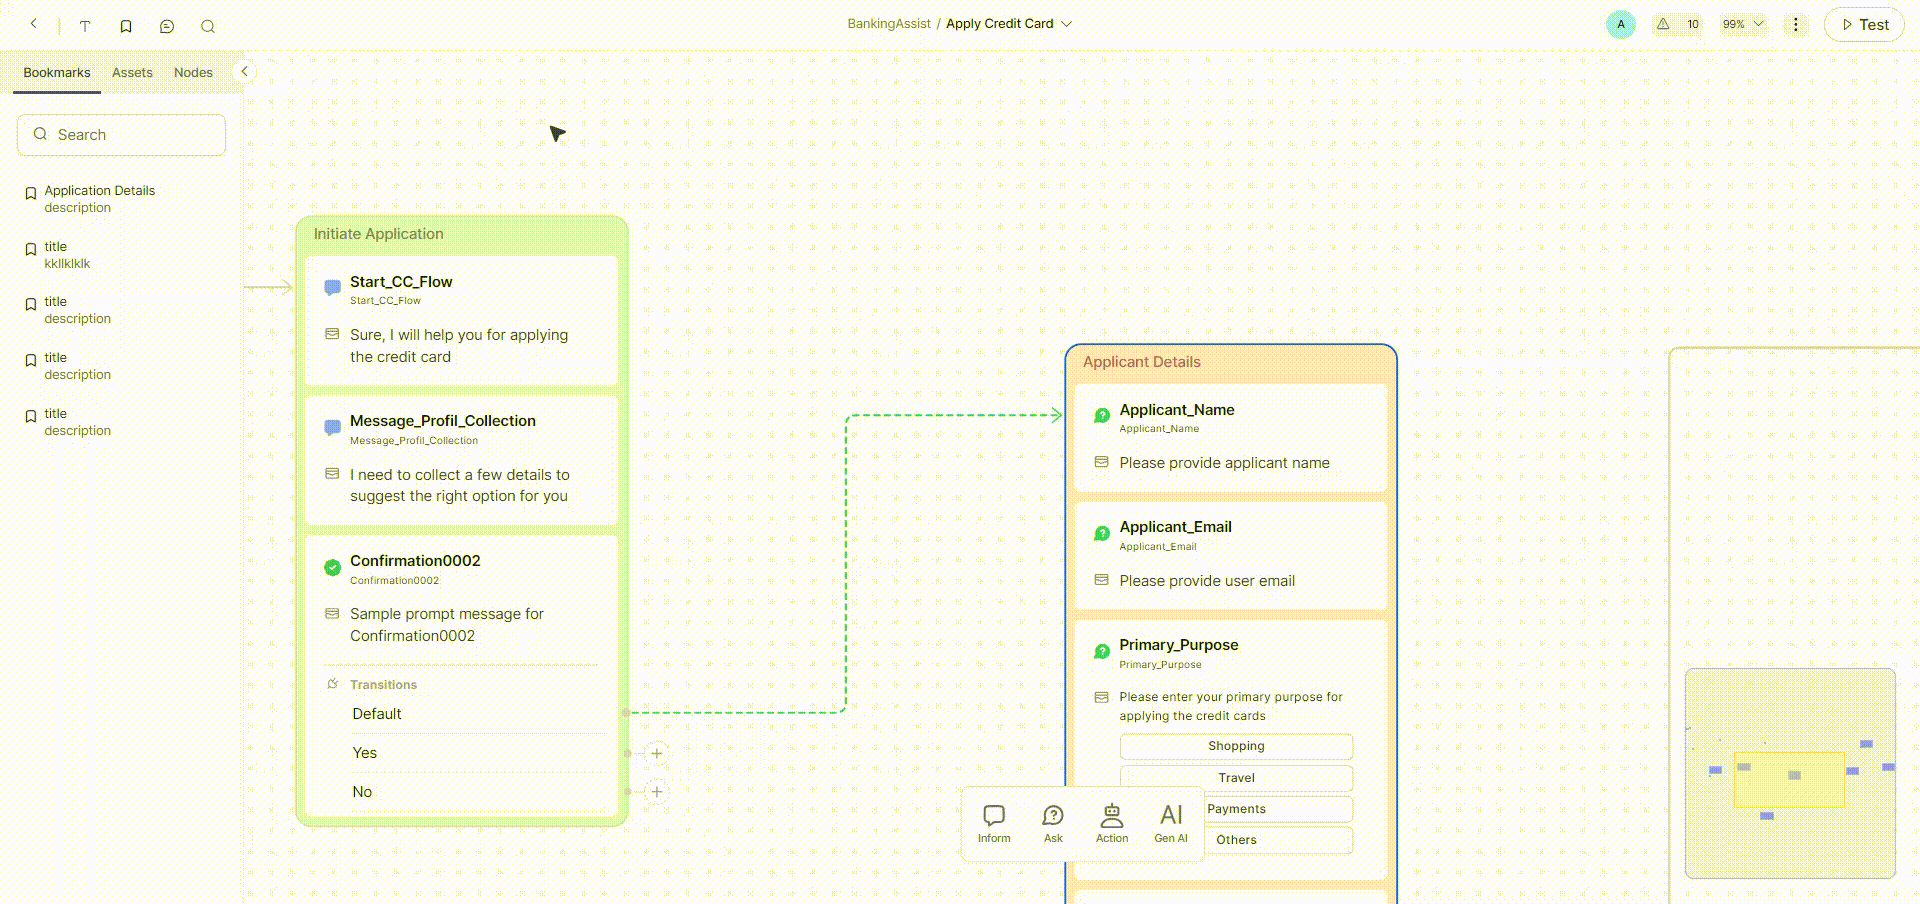 BankingAssist / Apply Credit Card
A
10
99%
Test
Bookmarks
Assets
Nodes
Search
Application Details
description
title
kkllklklk
title
description
title
description
title
description
Initiate Application
Start_CC_Flow
Start_CC_Flow
Sure, I will help you for applying
the credit card
Message_Profil_Collection
Message_Profil_Collection
I need to collect a few details to
suggest the right option for you
Confirmation0002
Confirmation0002
Sample prompt message for
Confirmation0002
Transitions
Default
Yes
No
Applicant Details
Applicant_Name
Applicant_Name
Please provide applicant name
Applicant_Email
Applicant_Email
Please provide user email
Primary_Purpose
Primary_Purpose
Please enter your primary purpose for
applying the credit cards
Shopping
Travel
Payments
Others
Inform
Ask
Action
AI
Gen AI